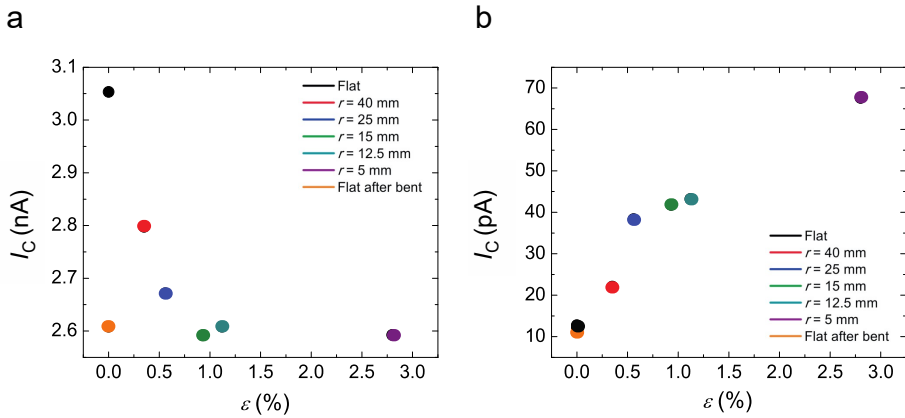 a
3.1
3.0
2.9
2.8
2.7
2.6
I_C (nA)
0.0 0.5 1.0 1.5 2.0 2.5 3.0
ε (%)
Flat
r = 40 mm
r = 25 mm
r = 15 mm
r = 12.5 mm
r = 5 mm
Flat after bent
b
70
60
50
40
30
20
10
I_C (pA)
0.0 0.5 1.0 1.5 2.0 2.5 3.0
ε (%)
Flat
r = 40 mm
r = 25 mm
r = 15 mm
r = 12.5 mm
r = 5 mm
Flat after bent